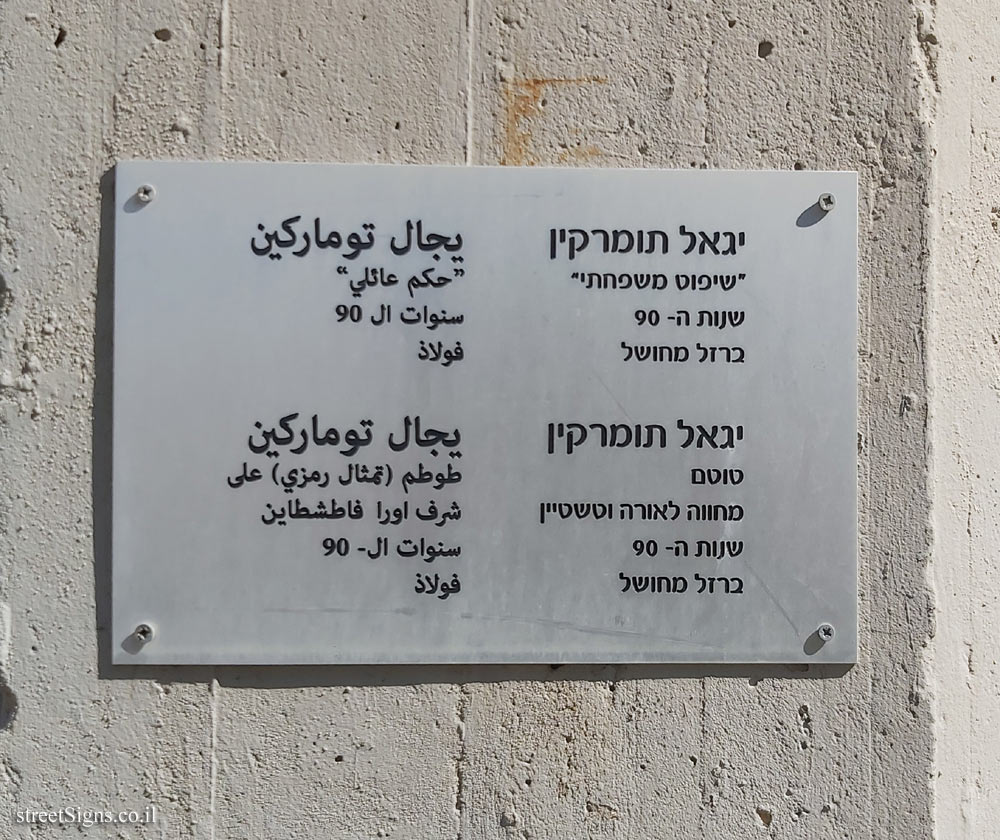 יגאל תומרקין
"שיפוט משפחתי"
שנות ה- 90
ברזל מחושל
יגאל תומרקין
טוטם
מחווה לאורה וטשטיין
שנות ה- 90
ברזל מחושל
يجال توماركين
”حكم عائلي“
سنوات ال 90
فولاذ
يجال توماركين
طوطم (تمثال رمزي) على
شرف اورا فاطشطاين
سنوات ال- 90
فولاذ
streetSigns.co.il